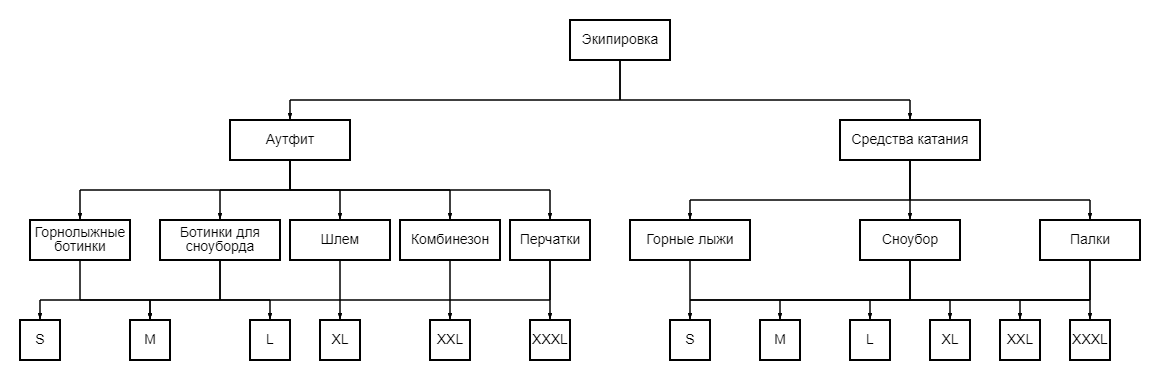 Экипировка
Аутфит
Средства катания
Горнолыжные
ботинки
Ботинки для
сноуборда
Шлем
Комбинезон
Перчатки
Горные лыжи
Сноубор
Палки
S
M
L
XL
XXL
XXXL
S
M
L
XL
XXL
XXXL